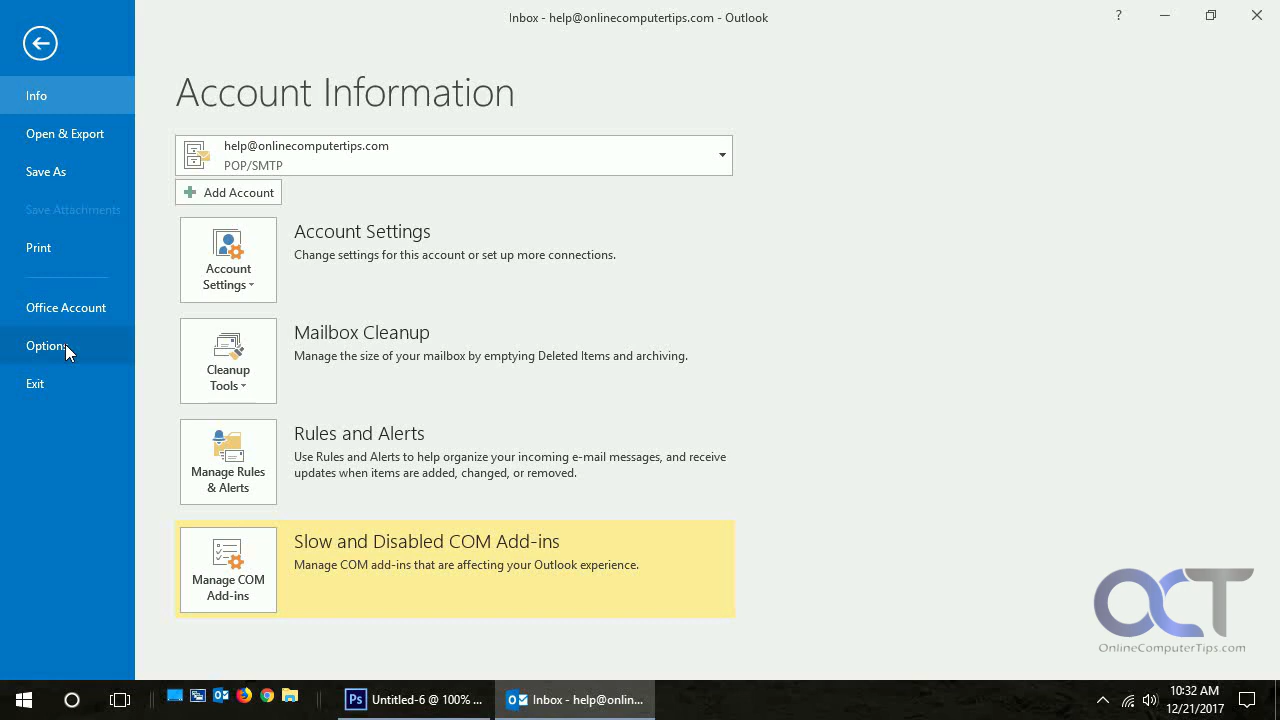 Inbox - help@onlinecomputertips.com - Outlook
?
Info
Open & Export
Save As
Save Attachments
Print
Office Account
Options
Exit
Account Information
help@onlinecomputertips.com
POP/SMTP
Add Account
Account
Settings
Account Settings
Change settings for this account or set up more connections.
Cleanup
Tools
Mailbox Cleanup
Manage the size of your mailbox by emptying Deleted Items and archiving.
Manage Rules
& Alerts
Rules and Alerts
Use Rules and Alerts to help organize your incoming e-mail messages, and receive
updates when items are added, changed, or removed.
Manage COM
Add-ins
Slow and Disabled COM Add-ins
Manage COM add-ins that are affecting your Outlook experience.
OCT
OnlineComputerTips.com
Ps
Untitled-6 @ 100% ...
Inbox - help@onlin...
10:32 AM
12/21/2017